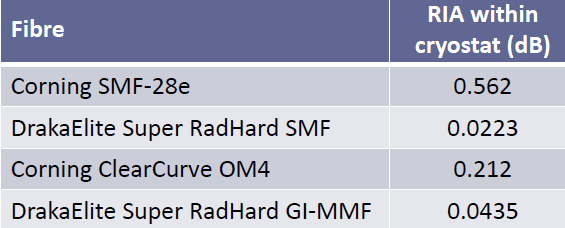 Fibre
RIA within
cryostat (dB)
Corning SMF-28e 0.562
DrakaElite Super RadHard SMF 0.0223
Corning ClearCurve OM4 0.212
DrakaElite Super RadHard GI-MMF 0.0435